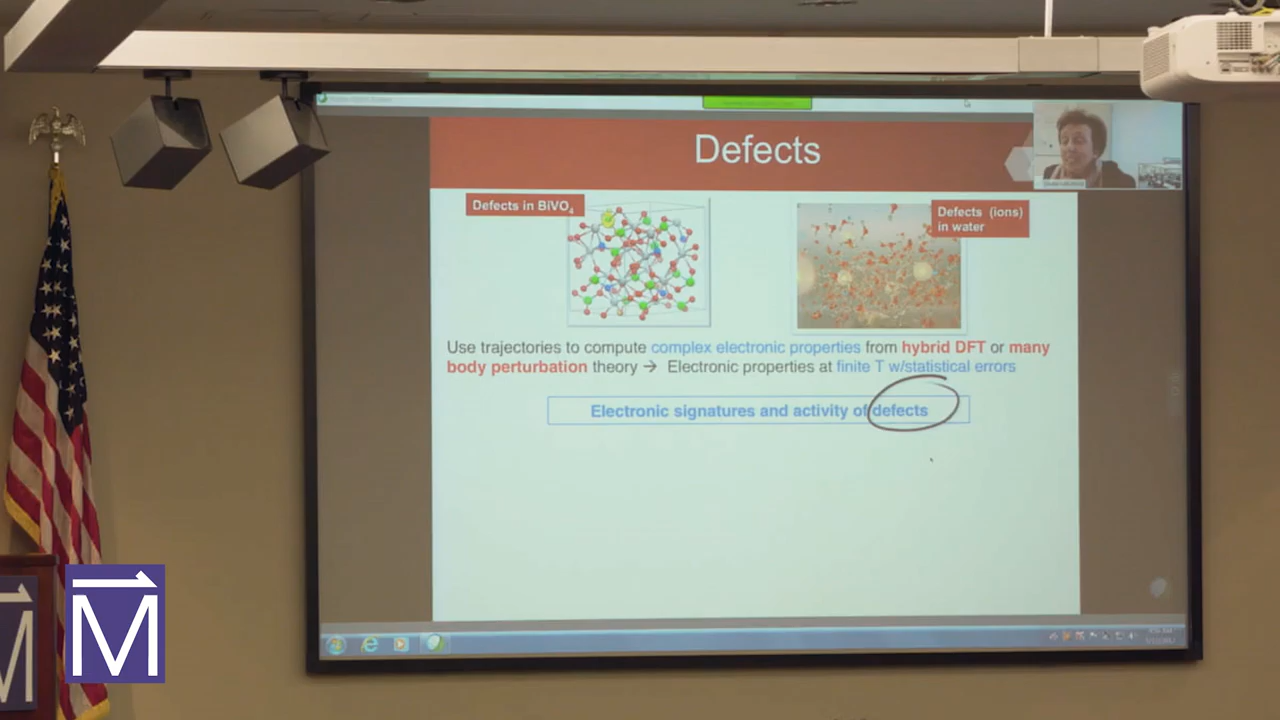 Defects
Defects in BiVO₄
Defects (ions)
in water
Use trajectories to compute complex electronic properties from hybrid DFT or many
body perturbation theory → Electronic properties at finite T w/statistical errors
Electronic signatures and activity of defects
M
M